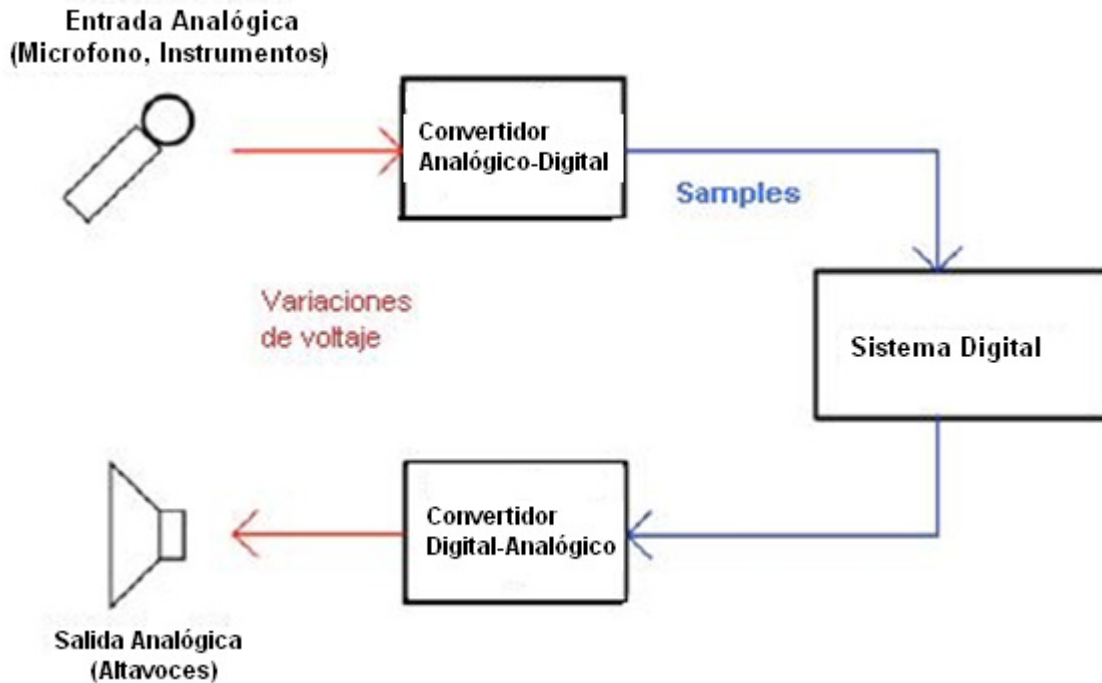 Entrada Analógica
(Microfono, Instrumentos)
Convertidor
Analógico-Digital
Samples
Variaciones
de voltaje
Sistema Digital
Convertidor
Digital-Analógico
Salida Analógica
(Altavoces)